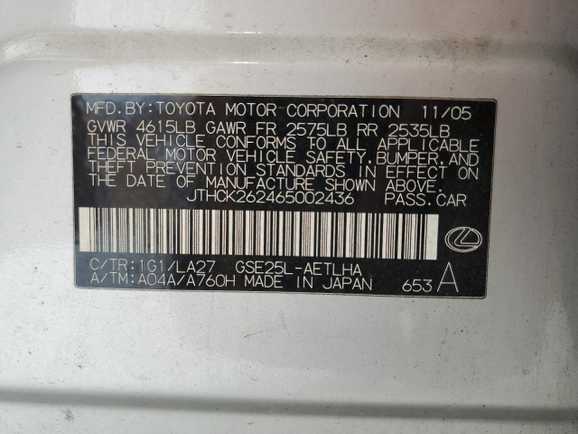 MFD. BY: TOYOTA MOTOR CORPORATION 11/05
GVWR 4615LB GAWR FR 2575LB RR 2535LB
THIS VEHICLE CONFORMS TO ALL APPLICABLE
FEDERAL MOTOR VEHICLE SAFETY, BUMPER, AND
THEFT PREVENTION STANDARDS IN EFFECT ON
THE DATE OF MANUFACTURE SHOWN ABOVE.
JTHCK262465002436 PASS. CAR
C/TR: 1G1/LA27 GSE25L-AETLHA
A/TM: A04A/A760H MADE IN JAPAN 653 A